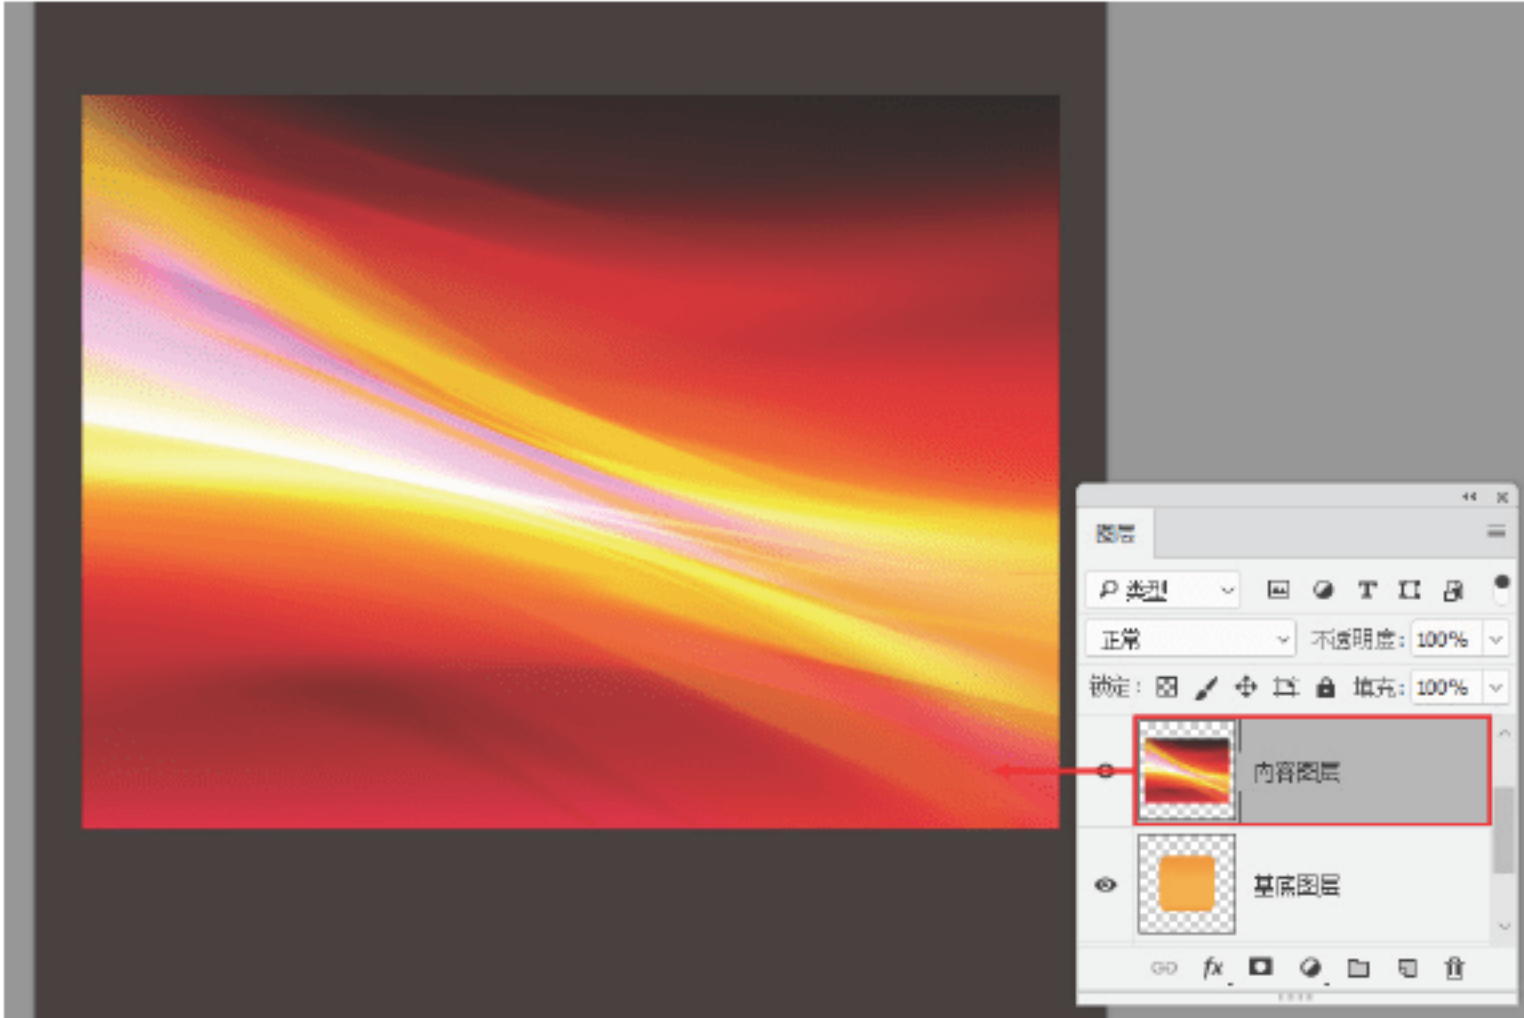 图层
类型
正常 不透明度: 100%
锁定: 填充: 100%
内容图层
基底图层
fx